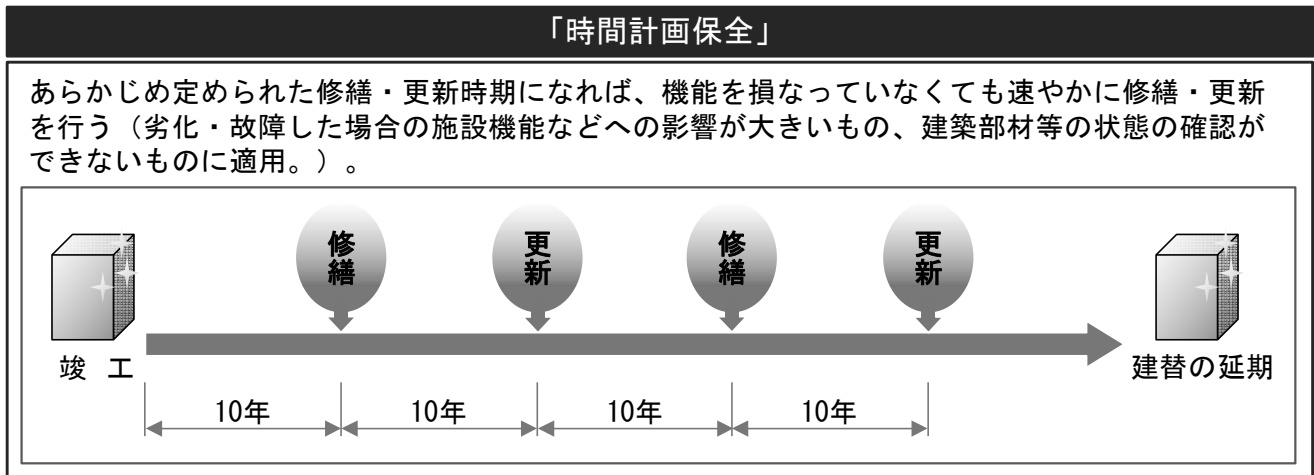 「時間計画保全」
あらかじめ定められた修繕・更新時期になれば、機能を損なっていなくても速やかに修繕・更新
を行う（劣化・故障した場合の施設機能などへの影響が大きいもの、建築部材等の状態の確認が
できないものに適用。）。
修繕
更新
修繕
更新
竣　工
建替の延期
10年
10年
10年
10年